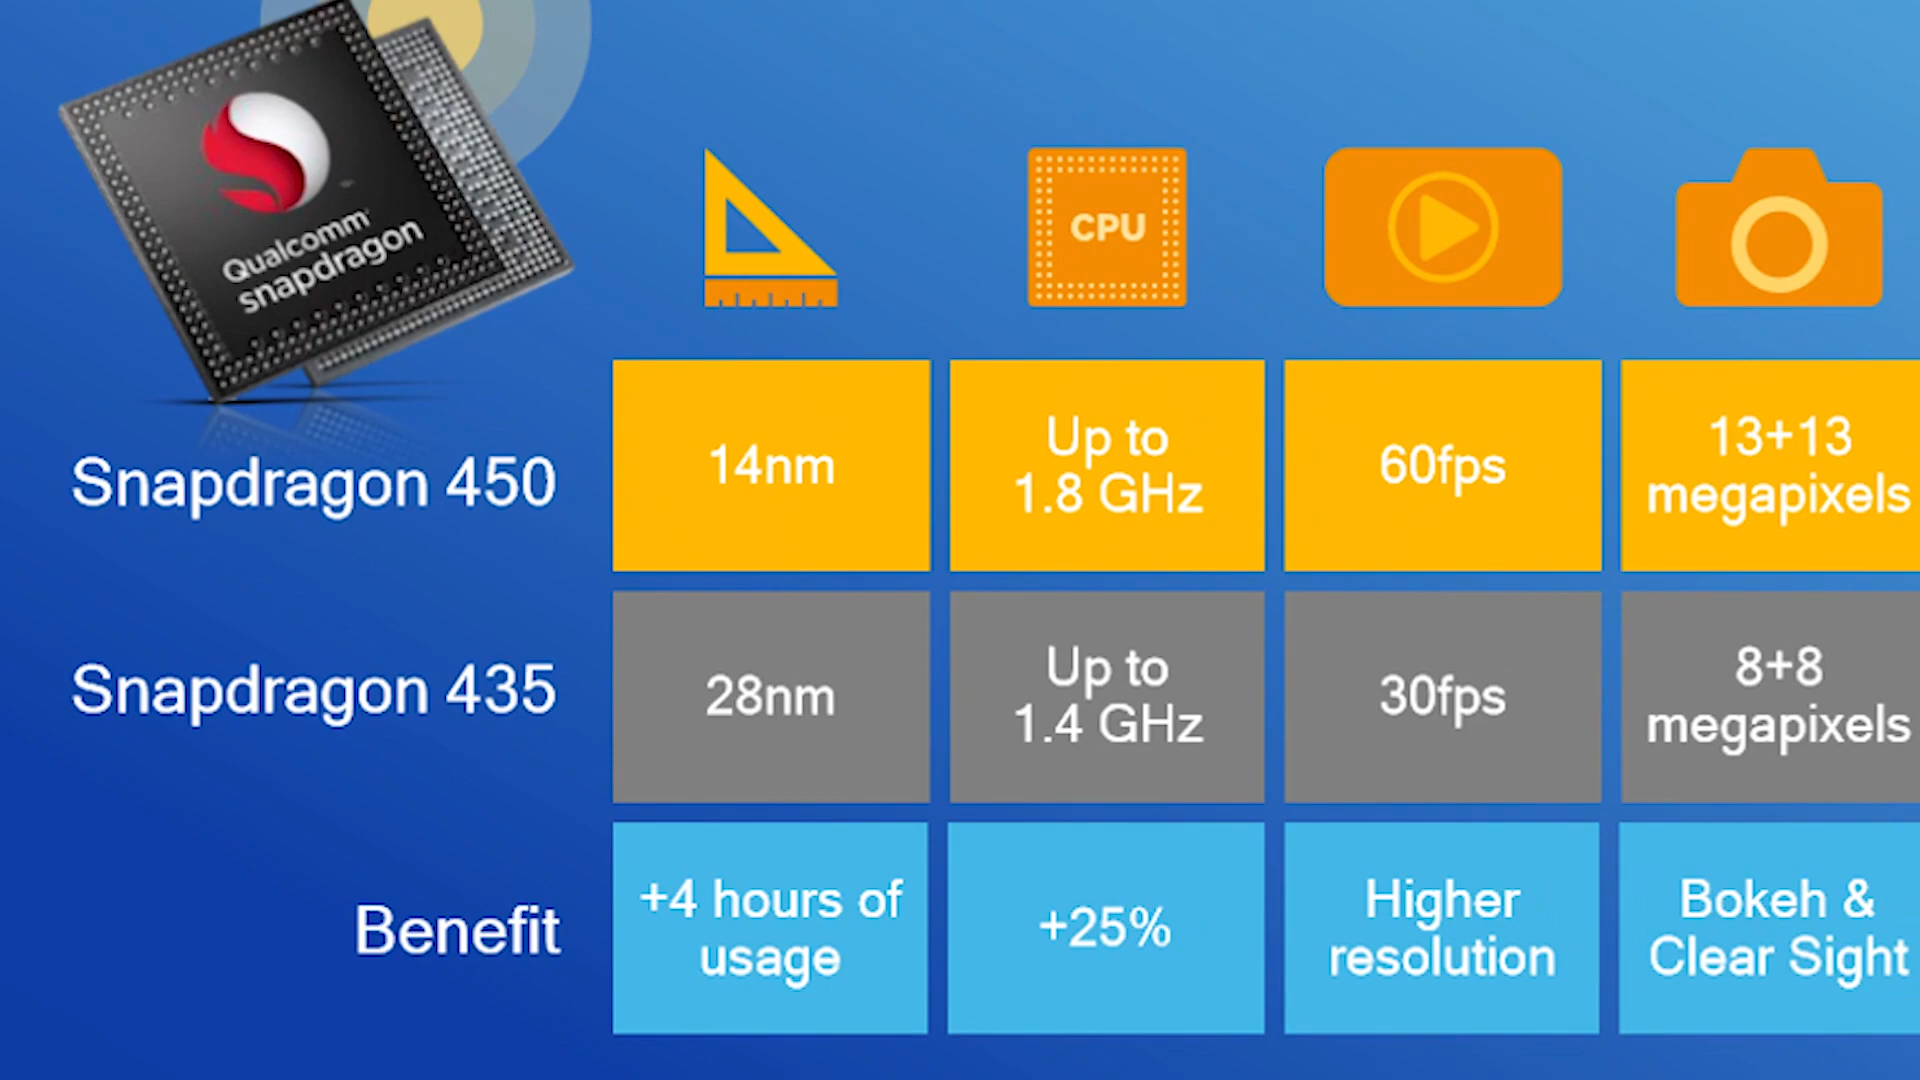 Qualcomm
snapdragon
CPU
Snapdragon 450
14nm
Up to
1.8 GHz
60fps
13+13
megapixels
Snapdragon 435
28nm
Up to
1.4 GHz
30fps
8+8
megapixels
Benefit
+4 hours of
usage
+25%
Higher
resolution
Bokeh &
Clear Sight